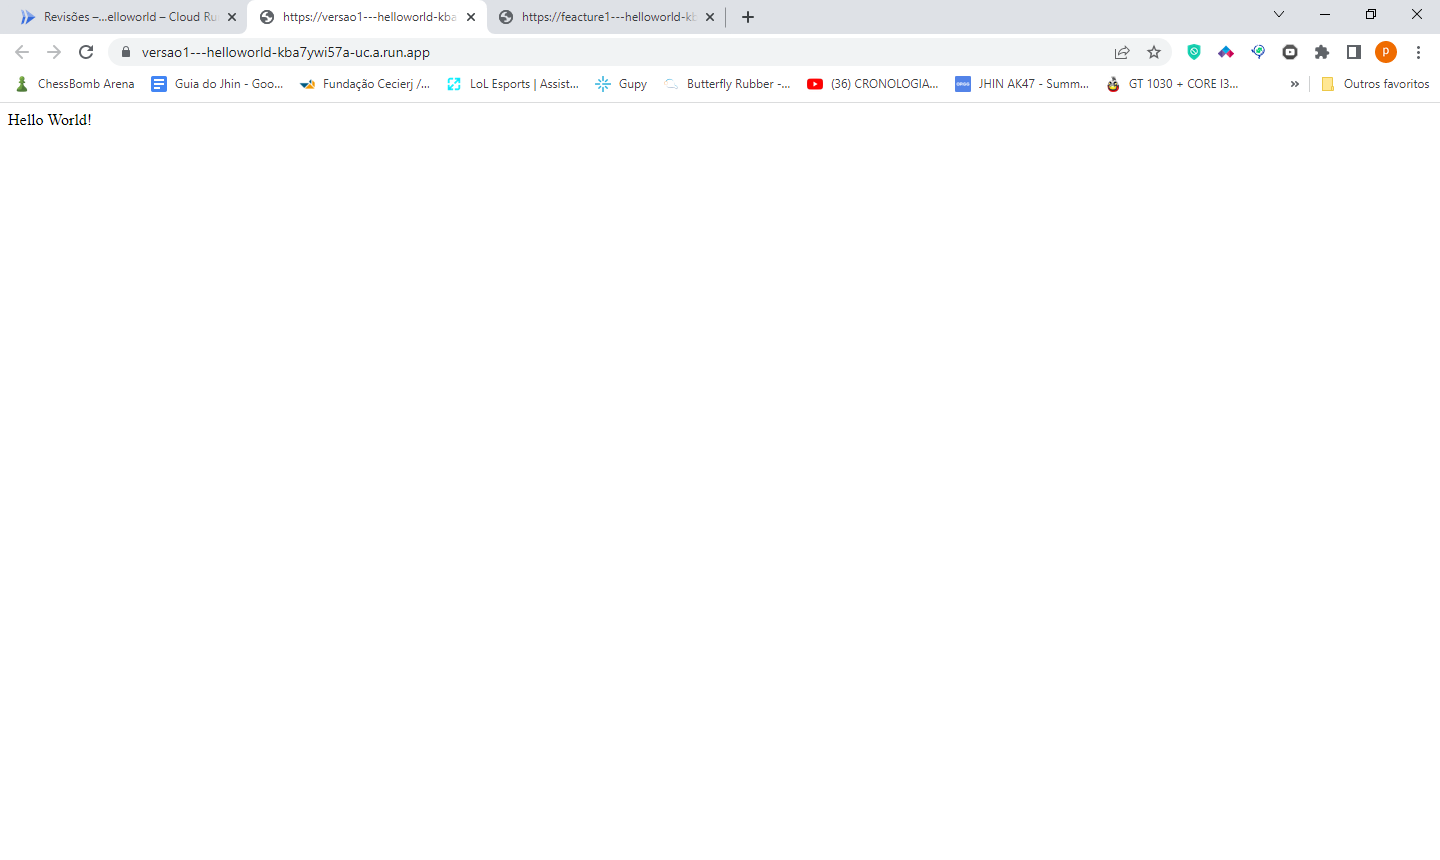 Revisões –...elloworld – Cloud Ru
https://versao1---helloworld-kba
https://feacture1---helloworld-kb
versao1---helloworld-kba7ywi57a-uc.a.run.app
P
ChessBomb Arena
Guia do Jhin - Goo...
Fundação Cecierj /...
LoL Esports | Assist...
Gupy
Butterfly Rubber -...
(36) CRONOLOGIA...
JHIN AK47 - Summ...
GT 1030 + CORE I3...
»
Outros favoritos
Hello World!